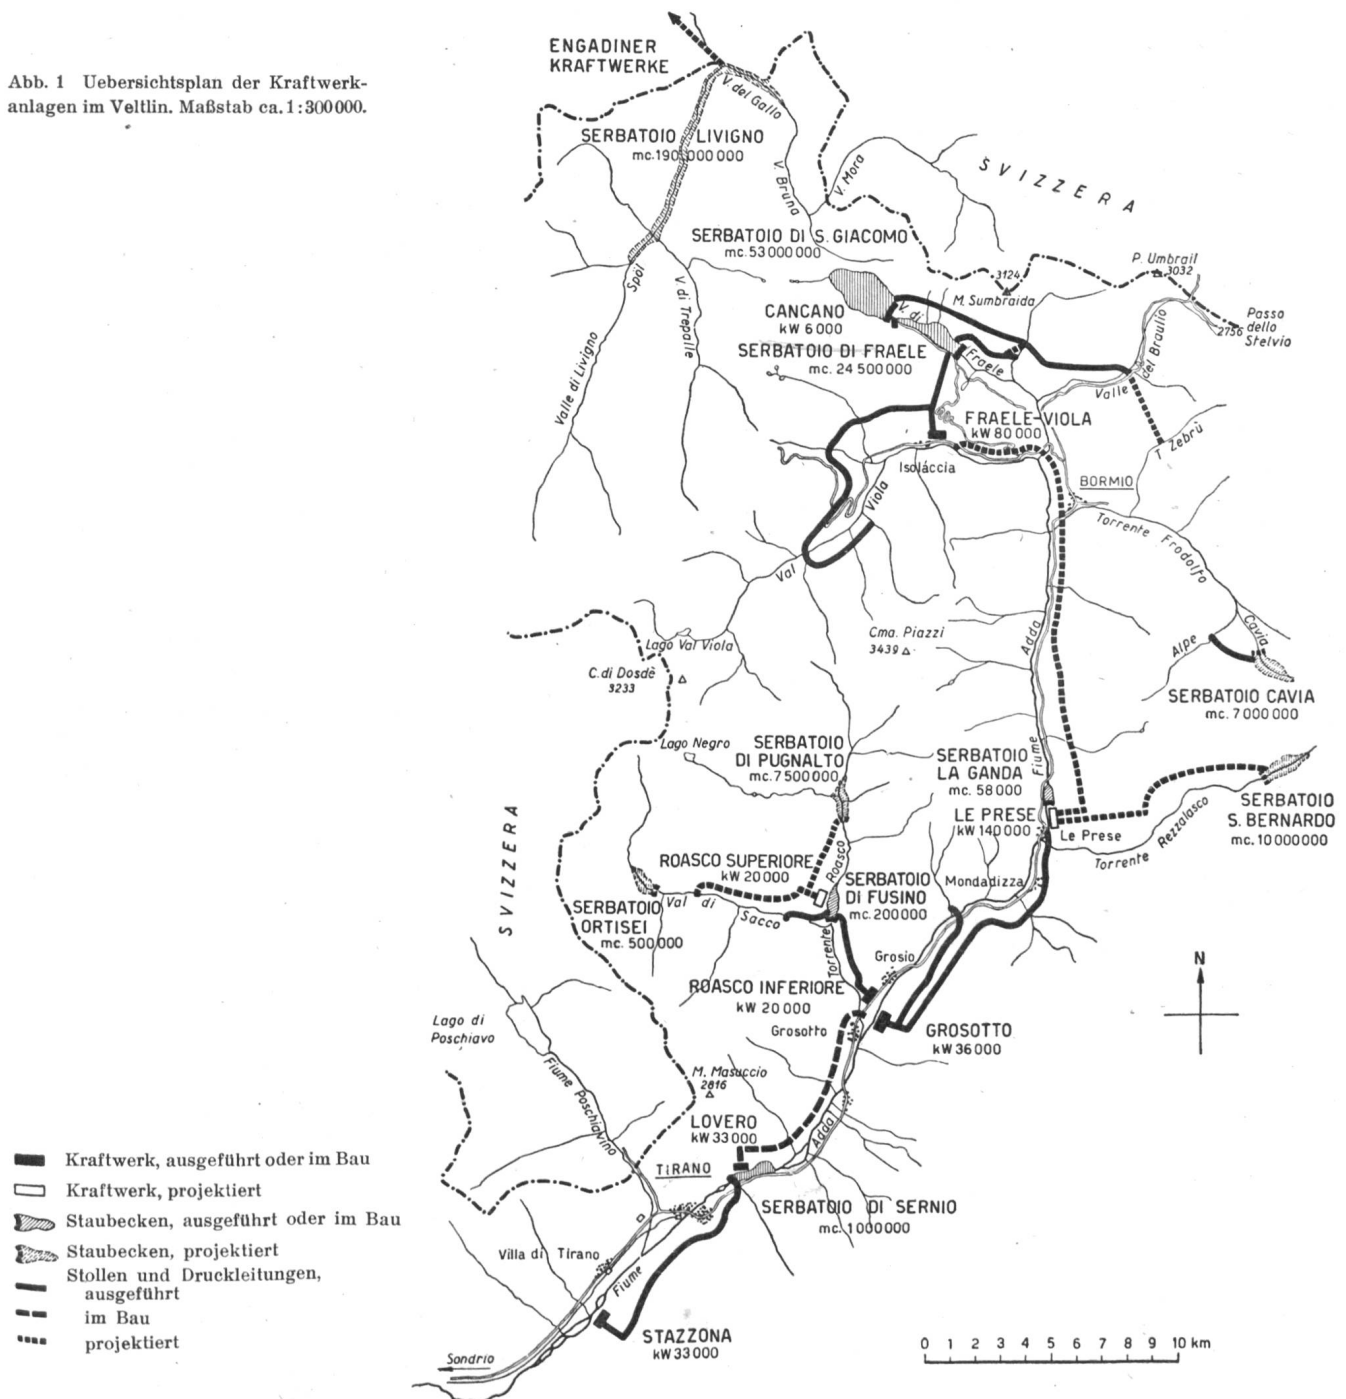 Abb. 1 Uebersichtsplan der Kraftwerk-
anlagen im Veltlin. Maßstab ca. 1:300000.
ENGADINER
KRAFTWERKE
V. del Gallo
SERBATOIO LIVIGNO
mc. 190 000 000
V. Bruna
V. Mora
SVIZZERA
SERBATOIO DI S. GIACOMO
mc. 53 000 000
Spöl
V. di Trepalle
Valle di Livigno
3124
M. Sumbraida
P. Umbrail
3032
2756
Passo
dello
Stelvio
CANCANO
kW 6 000
V. di
Fraele
SERBATOIO DI FRAELE
mc. 24 500 000
Valle
del Braulio
FRAELE-VIOLA
kW 80 000
T. Zebrù
Isoláccia
BORMIO
Viola
Val
Torrente Frodolfo
Adda
Fiume
Lago Val Viola
Cma. Piazzi
3439
C. di Dosdè
3233
Alpe
Cavia
SERBATOIO CAVIA
mc. 7 000 000
Lago Negro
SERBATOIO
DI PUGNALTO
mc. 7 500 000
SERBATOIO
LA GANDA
mc. 58 000
LE PRESE
kW 140 000
Le Prese
Torrente Rezzalasco
SERBATOIO
S. BERNARDO
mc. 10 000 000
SVIZZERA
ROASCO SUPERIORE
kW 20 000
Roasco
SERBATOIO
DI FUSINO
mc. 200 000
Mondadizza
Val di Sacco
SERBATOIO
ORTISEI
mc. 500 000
Torrente
Grosio
ROASCO INFERIORE
kW 20 000
Grosotto
GROSOTTO
kW 36 000
N
Lago di
Poschiavo
Fiume Poschiavino
M. Masuccio
2816
LOVERO
kW 33 000
Adda
TIRANO
SERBATOIO DI SERNIO
mc. 1 000 000
Villa di Tirano
Fiume
STAZZONA
kW 33 000
Sondrio
Kraftwerk, ausgeführt oder im Bau
Kraftwerk, projektiert
Staubecken, ausgeführt oder im Bau
Staubecken, projektiert
Stollen und Druckleitungen,
ausgeführt
im Bau
projektiert
0 1 2 3 4 5 6 7 8 9 10 km